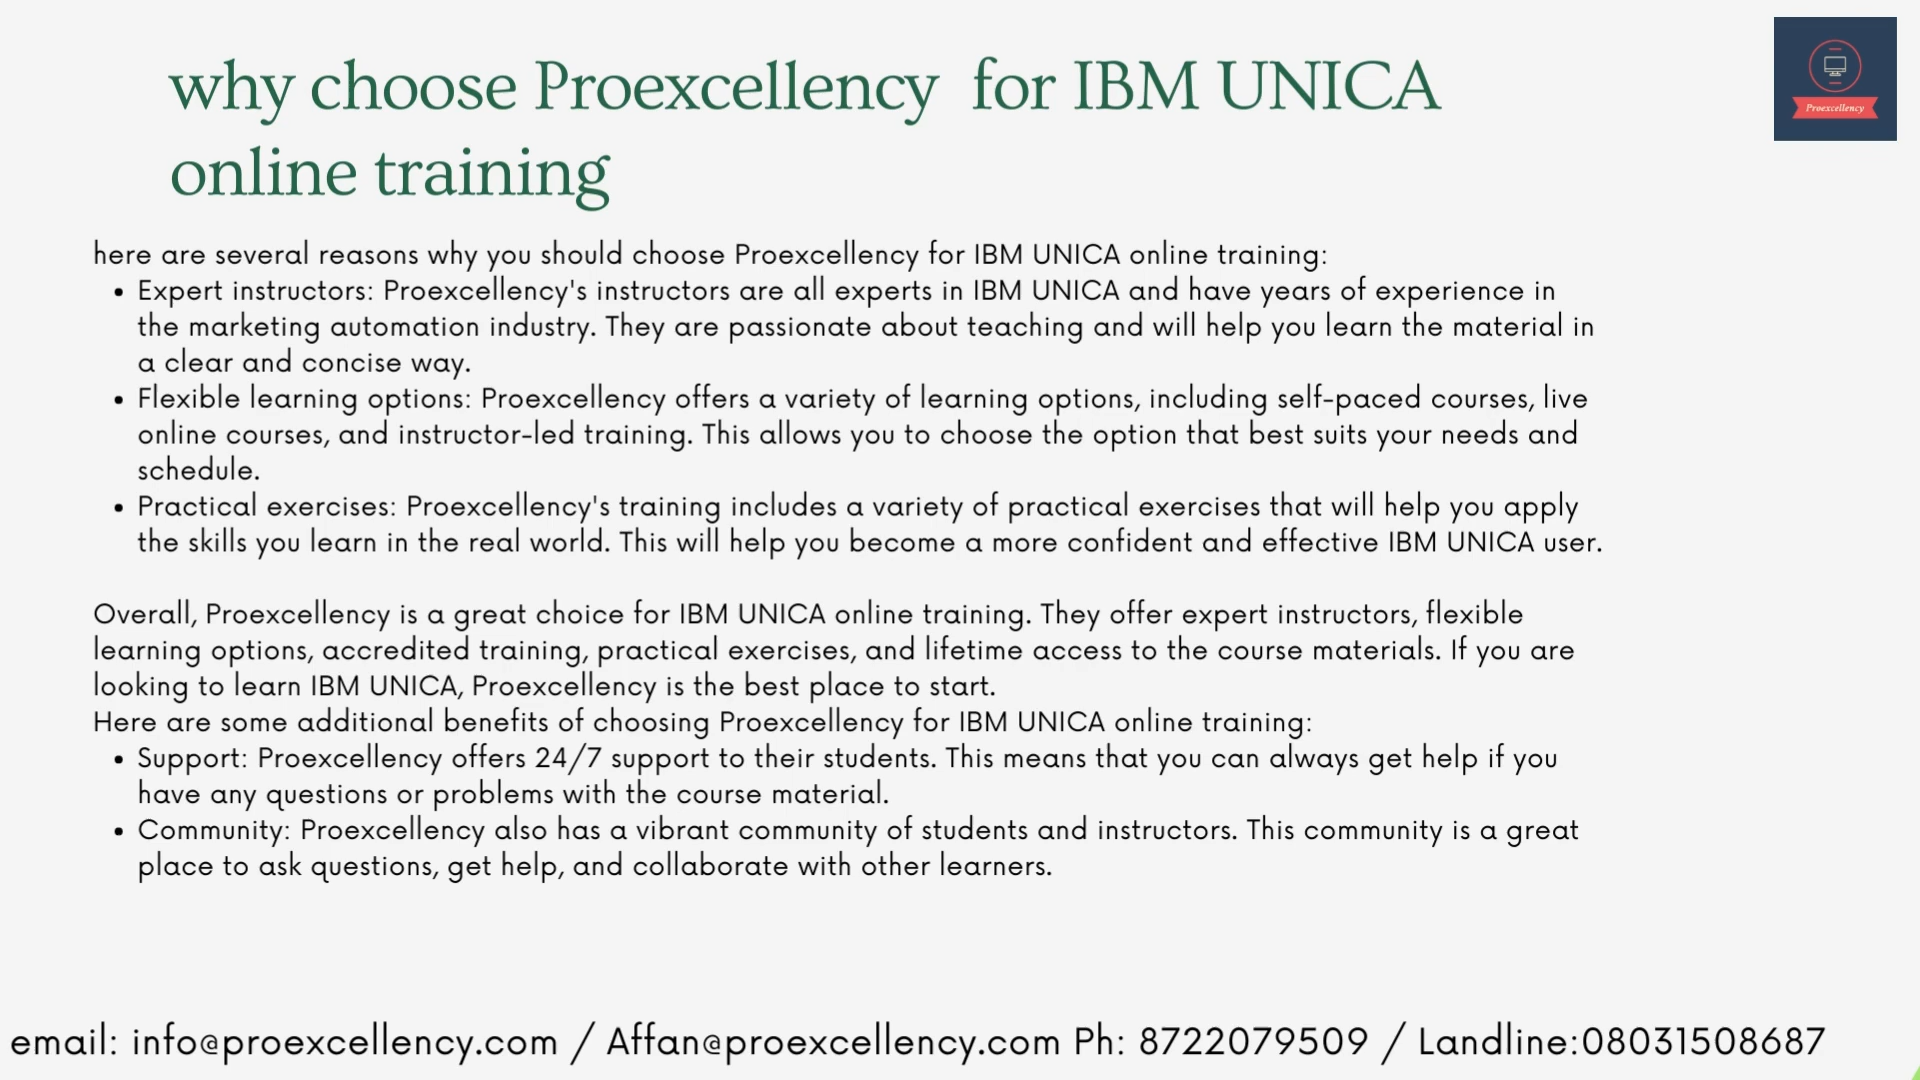 why choose Proexcellency  for IBM UNICA
online training
Proexcellency
here are several reasons why you should choose Proexcellency for IBM UNICA online training:
• Expert instructors: Proexcellency's instructors are all experts in IBM UNICA and have years of experience in
the marketing automation industry. They are passionate about teaching and will help you learn the material in
a clear and concise way.
• Flexible learning options: Proexcellency offers a variety of learning options, including self-paced courses, live
online courses, and instructor-led training. This allows you to choose the option that best suits your needs and
schedule.
• Practical exercises: Proexcellency's training includes a variety of practical exercises that will help you apply
the skills you learn in the real world. This will help you become a more confident and effective IBM UNICA user.
Overall, Proexcellency is a great choice for IBM UNICA online training. They offer expert instructors, flexible
learning options, accredited training, practical exercises, and lifetime access to the course materials. If you are
looking to learn IBM UNICA, Proexcellency is the best place to start.
Here are some additional benefits of choosing Proexcellency for IBM UNICA online training:
• Support: Proexcellency offers 24/7 support to their students. This means that you can always get help if you
have any questions or problems with the course material.
• Community: Proexcellency also has a vibrant community of students and instructors. This community is a great
place to ask questions, get help, and collaborate with other learners.
email: info@proexcellency.com / Affan@proexcellency.com Ph: 8722079509 / Landline:08031508687